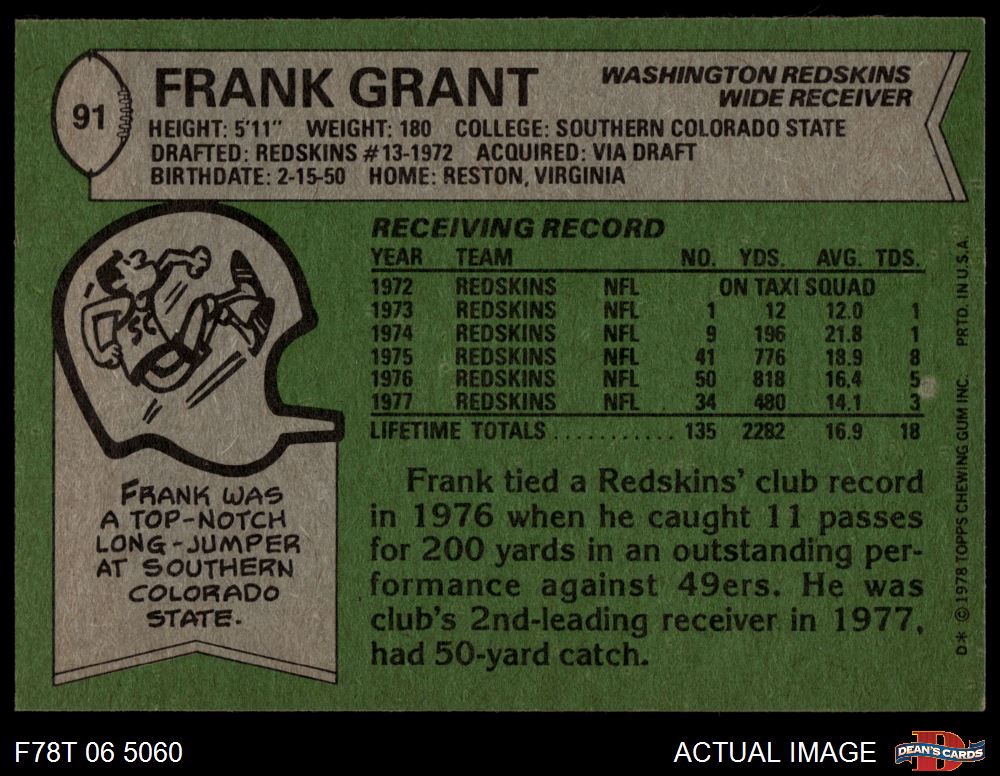 91
FRANK GRANT
WASHINGTON REDSKINS
WIDE RECEIVER
HEIGHT: 5'11" WEIGHT: 180 COLLEGE: SOUTHERN COLORADO STATE
DRAFTED: REDSKINS #13-1972 ACQUIRED: VIA DRAFT
BIRTHDATE: 2-15-50 HOME: RESTON, VIRGINIA
SC
FRANK WAS
A TOP-NOTCH
LONG-JUMPER
AT SOUTHERN
COLORADO
STATE.
RECEIVING RECORD
YEAR TEAM NO. YDS. AVG. TDS.
1972 REDSKINS NFL ON TAXI SQUAD
1973 REDSKINS NFL 1 12 12.0 1
1974 REDSKINS NFL 9 196 21.8 1
1975 REDSKINS NFL 41 776 18.9 8
1976 REDSKINS NFL 50 818 16.4 5
1977 REDSKINS NFL 34 480 14.1 3
LIFETIME TOTALS ........... 135 2282 16.9 18
Frank tied a Redskins' club record
in 1976 when he caught 11 passes
for 200 yards in an outstanding per-
formance against 49ers. He was
club's 2nd-leading receiver in 1977,
had 50-yard catch.
D* © 1978 TOPPS CHEWING GUM INC. PRTD. IN U.S.A.
F78T 06 5060
ACTUAL IMAGE
DEAN'S CARDS